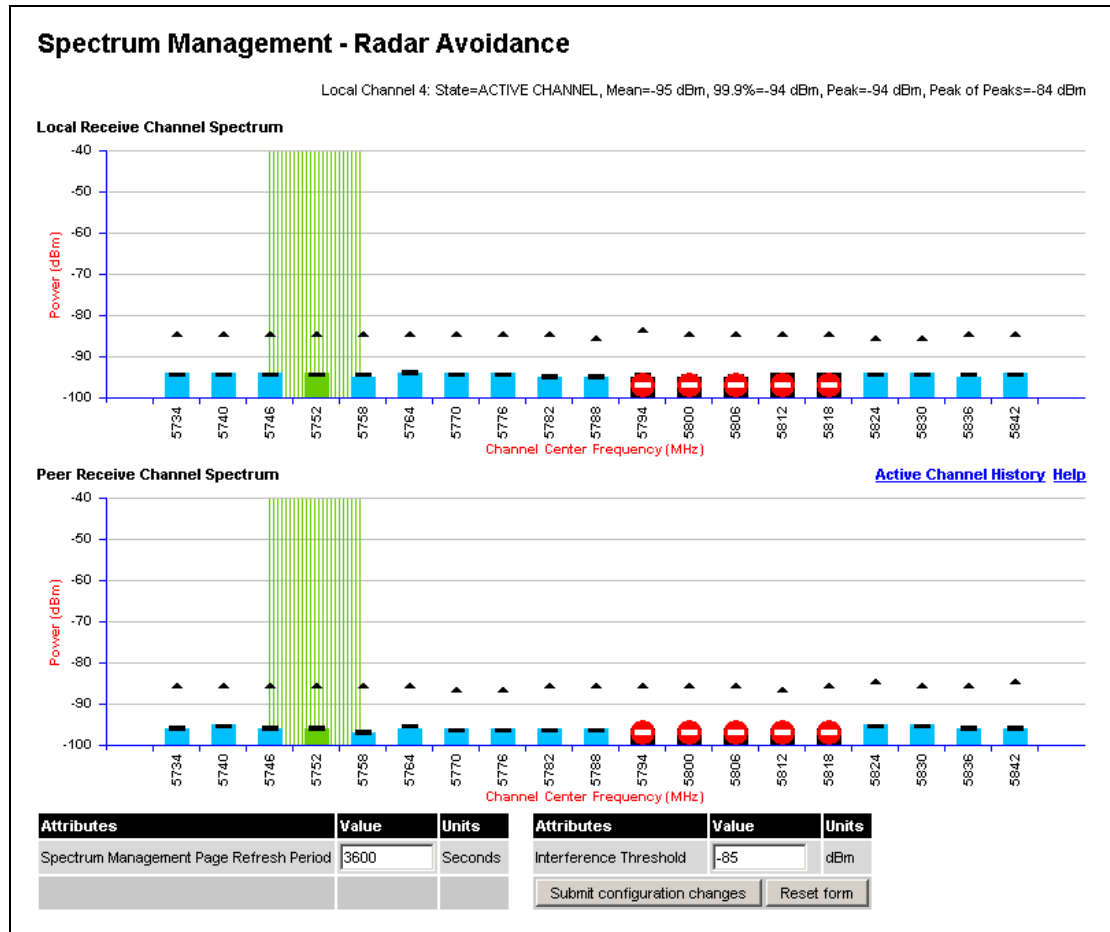 Spectrum Management - Radar Avoidance
Local Channel 4: State=ACTIVE CHANNEL, Mean=-95 dBm, 99.9%=-94 dBm, Peak=-94 dBm, Peak of Peaks=-84 dBm
Local Receive Channel Spectrum
-40
-50
-60
-70
-80
-90
-100
Power (dBm)
5734 5740 5746 5752 5758 5764 5770 5776 5782 5788 5794 5800 5806 5812 5818 5824 5830 5836 5842
Channel Center Frequency (MHz)
Peer Receive Channel Spectrum
Active Channel History Help
-40
-50
-60
-70
-80
-90
-100
Power (dBm)
5734 5740 5746 5752 5758 5764 5770 5776 5782 5788 5794 5800 5806 5812 5818 5824 5830 5836 5842
Channel Center Frequency (MHz)
Attributes Value Units
Spectrum Management Page Refresh Period 3600 Seconds
Attributes Value Units
Interference Threshold -85 dBm
Submit configuration changes Reset form